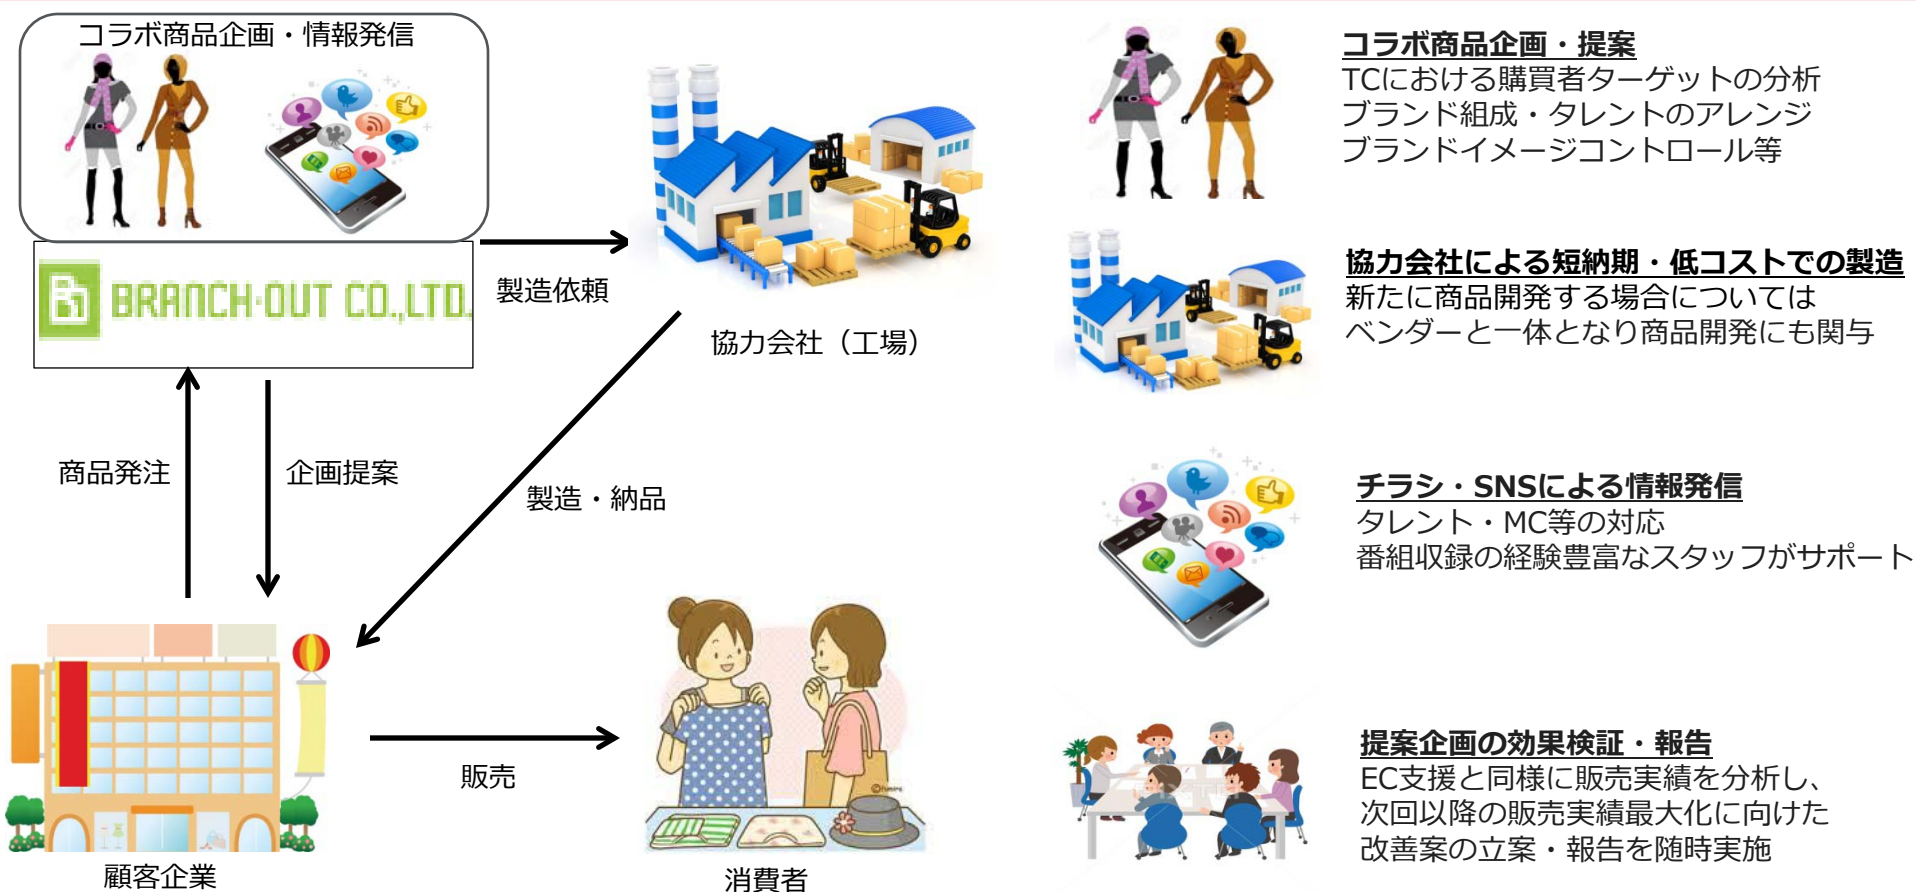 コラボ商品企画・情報発信
BRANCH-OUT CO.,LTD.
製造依頼
協力会社（工場）
商品発注
企画提案
製造・納品
販売
顧客企業
消費者
コラボ商品企画・提案
TCにおける購買者ターゲットの分析
ブランド組成・タレントのアレンジ
ブランドイメージコントロール等
協力会社による短納期・低コストでの製造
新たに商品開発する場合については
ベンダーと一体となり商品開発にも関与
チラシ・SNSによる情報発信
タレント・MC等の対応
番組収録の経験豊富なスタッフがサポート
提案企画の効果検証・報告
EC支援と同様に販売実績を分析し、
次回以降の販売実績最大化に向けた
改善案の立案・報告を随時実施